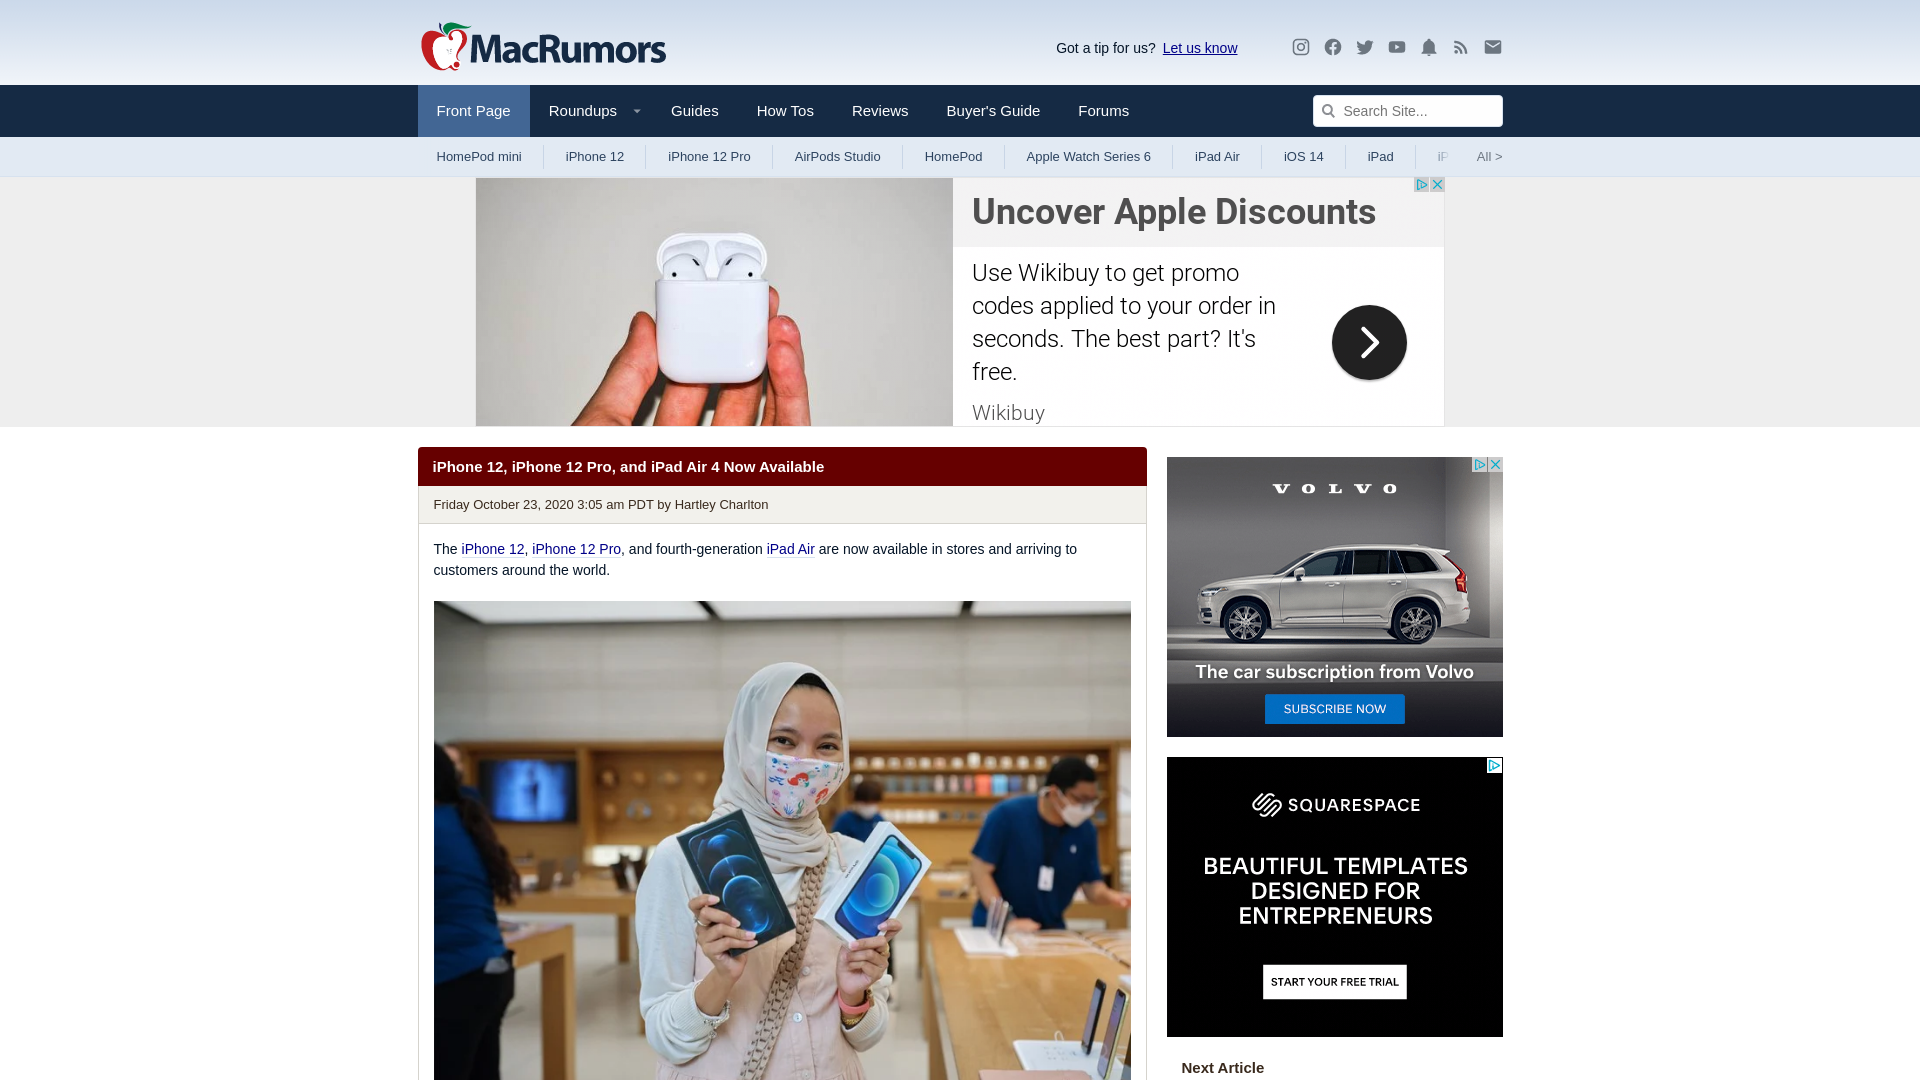 MacRumors
Got a tip for us? Let us know
Front Page
Roundups
Guides
How Tos
Reviews
Buyer's Guide
Forums
Search Site...
HomePod mini
iPhone 12
iPhone 12 Pro
AirPods Studio
HomePod
Apple Watch Series 6
iPad Air
iOS 14
iPad
iP
All >
Uncover Apple Discounts
Use Wikibuy to get promo
codes applied to your order in
seconds. The best part? It's
free.
Wikibuy
iPhone 12, iPhone 12 Pro, and iPad Air 4 Now Available
Friday October 23, 2020 3:05 am PDT by Hartley Charlton
The iPhone 12, iPhone 12 Pro, and fourth-generation iPad Air are now available in stores and arriving to
customers around the world.
VOLVO
The car subscription from Volvo
SUBSCRIBE NOW
SQUARESPACE
BEAUTIFUL TEMPLATES
DESIGNED FOR
ENTREPRENEURS
START YOUR FREE TRIAL
Next Article